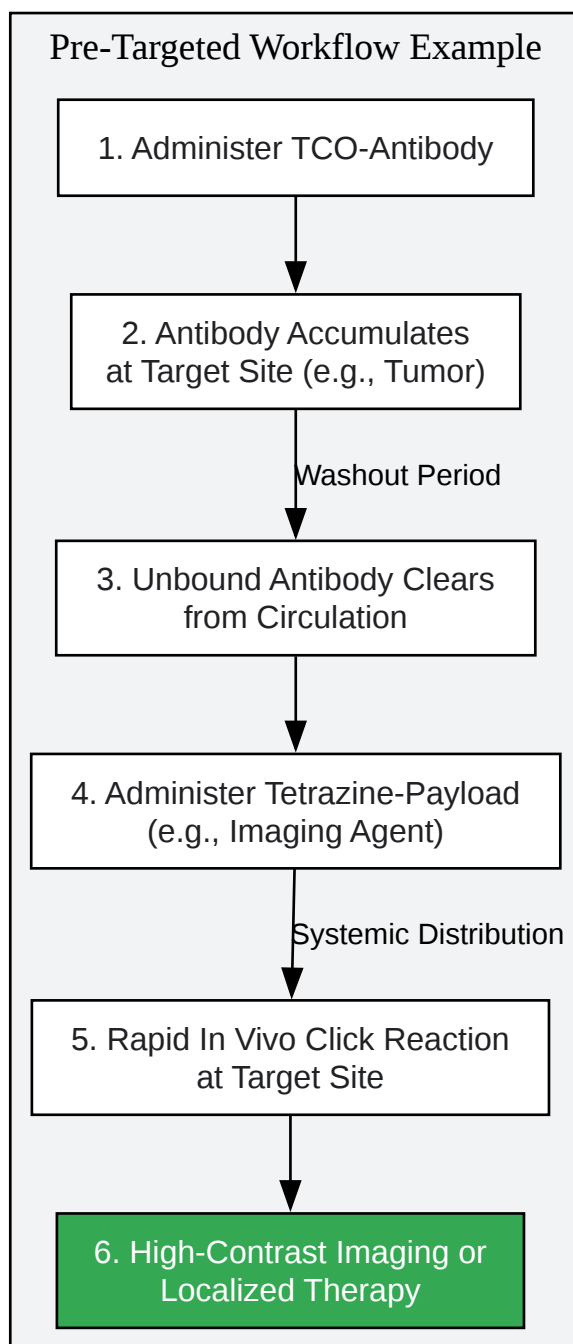 Pre-Targeted Workflow Example
1. Administer TCO-Antibody
2. Antibody Accumulates
at Target Site (e.g., Tumor)
Washout Period
3. Unbound Antibody Clears
from Circulation
4. Administer Tetrazine-Payload
(e.g., Imaging Agent)
Systemic Distribution
5. Rapid In Vivo Click Reaction
at Target Site
6. High-Contrast Imaging or
Localized Therapy